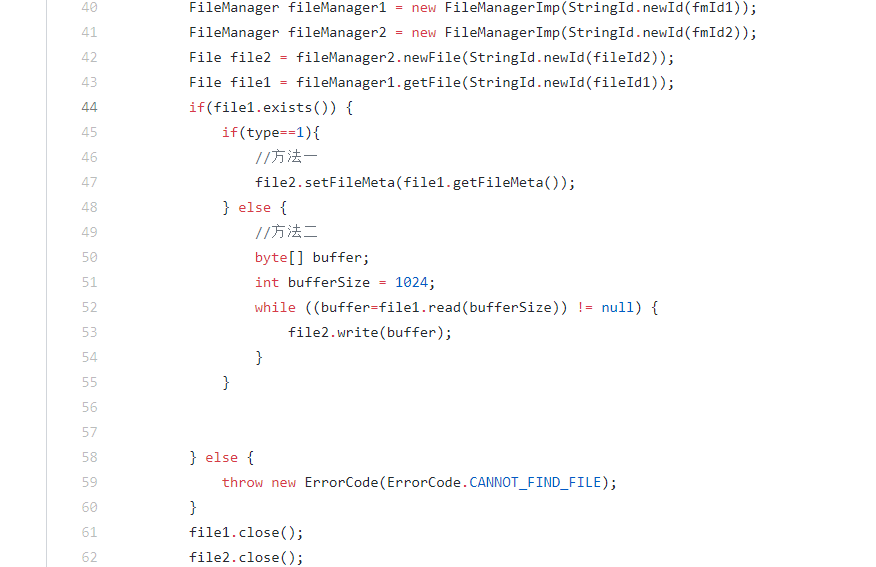 40 FileManager fileManager1 = new FileManagerImp(StringId.newId(fmId1));
41 FileManager fileManager2 = new FileManagerImp(StringId.newId(fmId2));
42 File file2 = fileManager2.newFile(StringId.newId(fileId2));
43 File file1 = fileManager1.getFile(StringId.newId(fileId1));
44 if(file1.exists()) {
45 if(type==1){
46 //方法一
47 file2.setFileMeta(file1.getFileMeta());
48 } else {
49 //方法二
50 byte[] buffer;
51 int bufferSize = 1024;
52 while ((buffer=file1.read(bufferSize)) != null) {
53 file2.write(buffer);
54 }
55 }
56
57
58 } else {
59 throw new ErrorCode(ErrorCode.CANNOT_FIND_FILE);
60 }
61 file1.close();
62 file2.close();